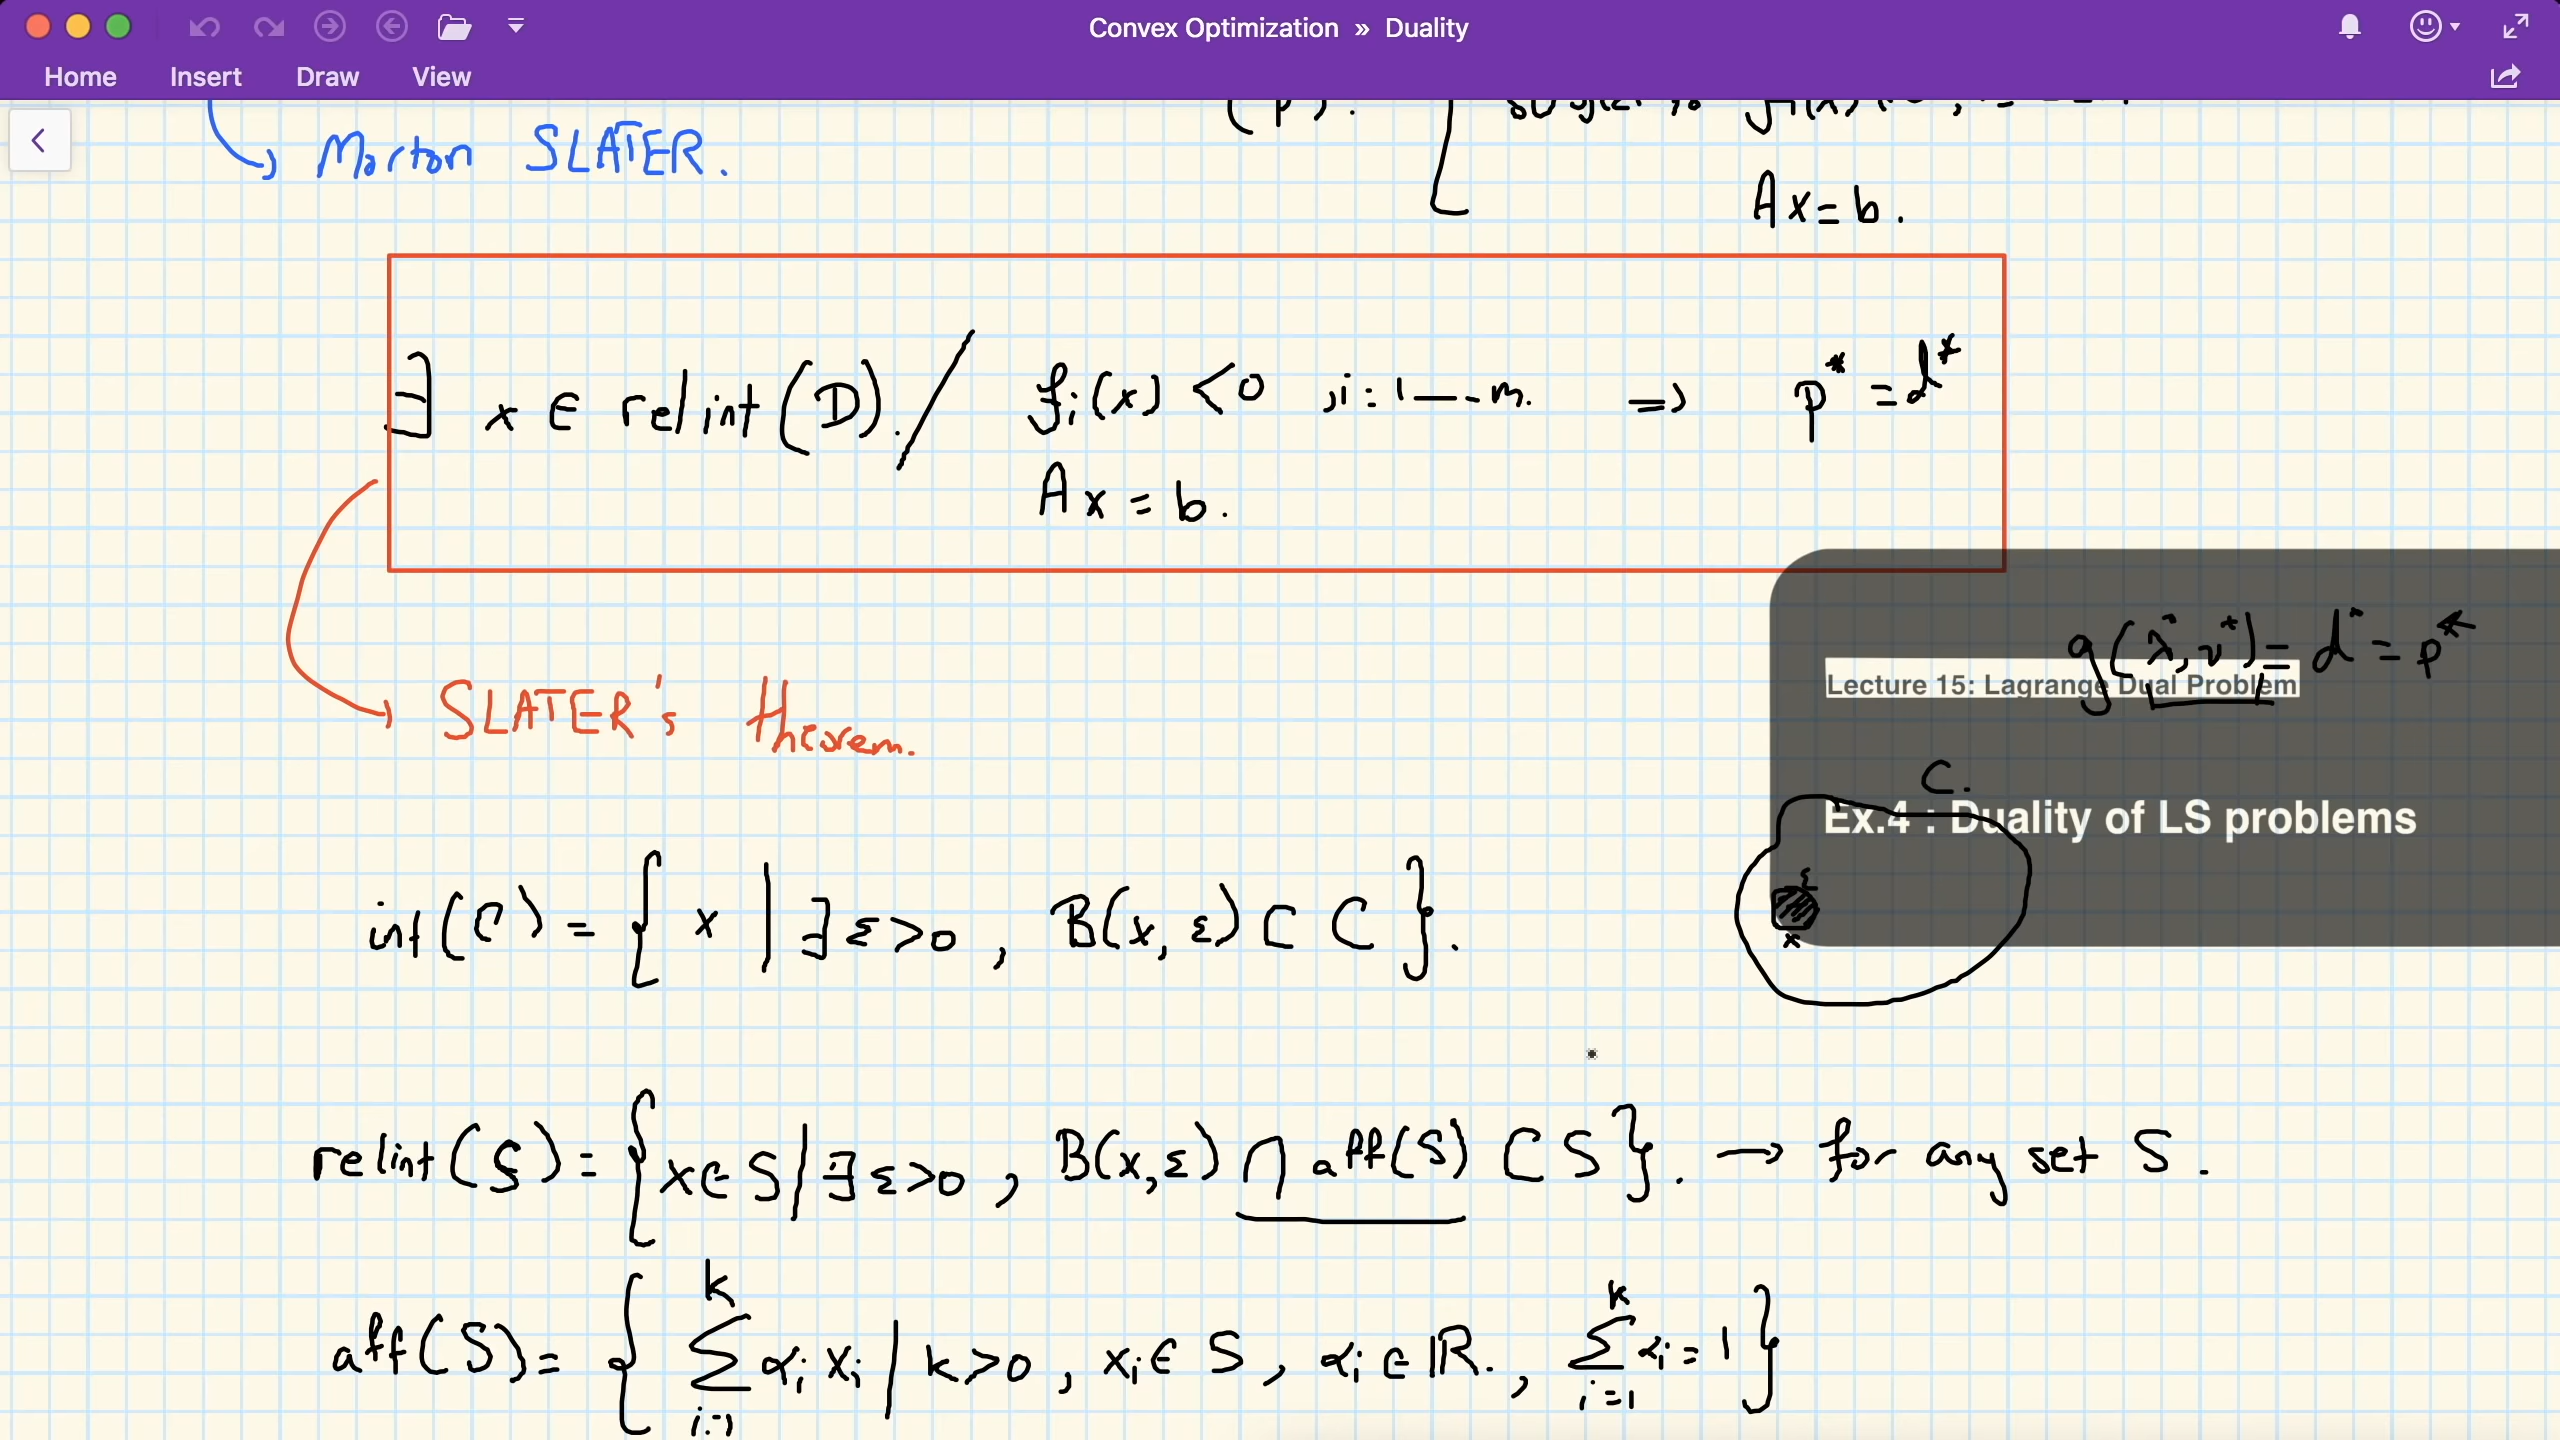 Convex Optimization » Duality
Home Insert Draw View
(P).
Morton SLATER.
Ax=b.
∃ x ∈ relint(D). / fi(x) <0 , i=1---m. => p* = d*
Ax=b.
g(λ*, ν*) = d* = p*
Lecture 15: Lagrange Dual Problem
SLATER's theorem.
C.
Ex.4 : Duality of LS problems
int(C) = { x | ∃ ε>0 , B(x, ε) ⊂ C }.
ε
x
relint(S) = { x∈S | ∃ ε>0 , B(x,ε) ∩ aff(S) ⊂ S }. → for any set S.
aff(S) = { ∑_{i=1}^{k} αi xi | k>0 , xi ∈ S , αi ∈ ℝ. , ∑_{i=1}^{k} αi = 1 }